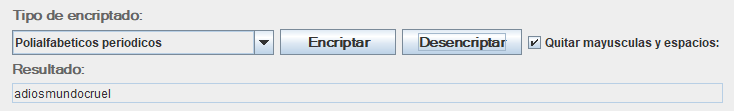 Tipo de encriptado:
Polialfabeticos periodicos Encriptar Desencriptar Quitar mayusculas y espacios:
Resultado:
adiosmundocruel